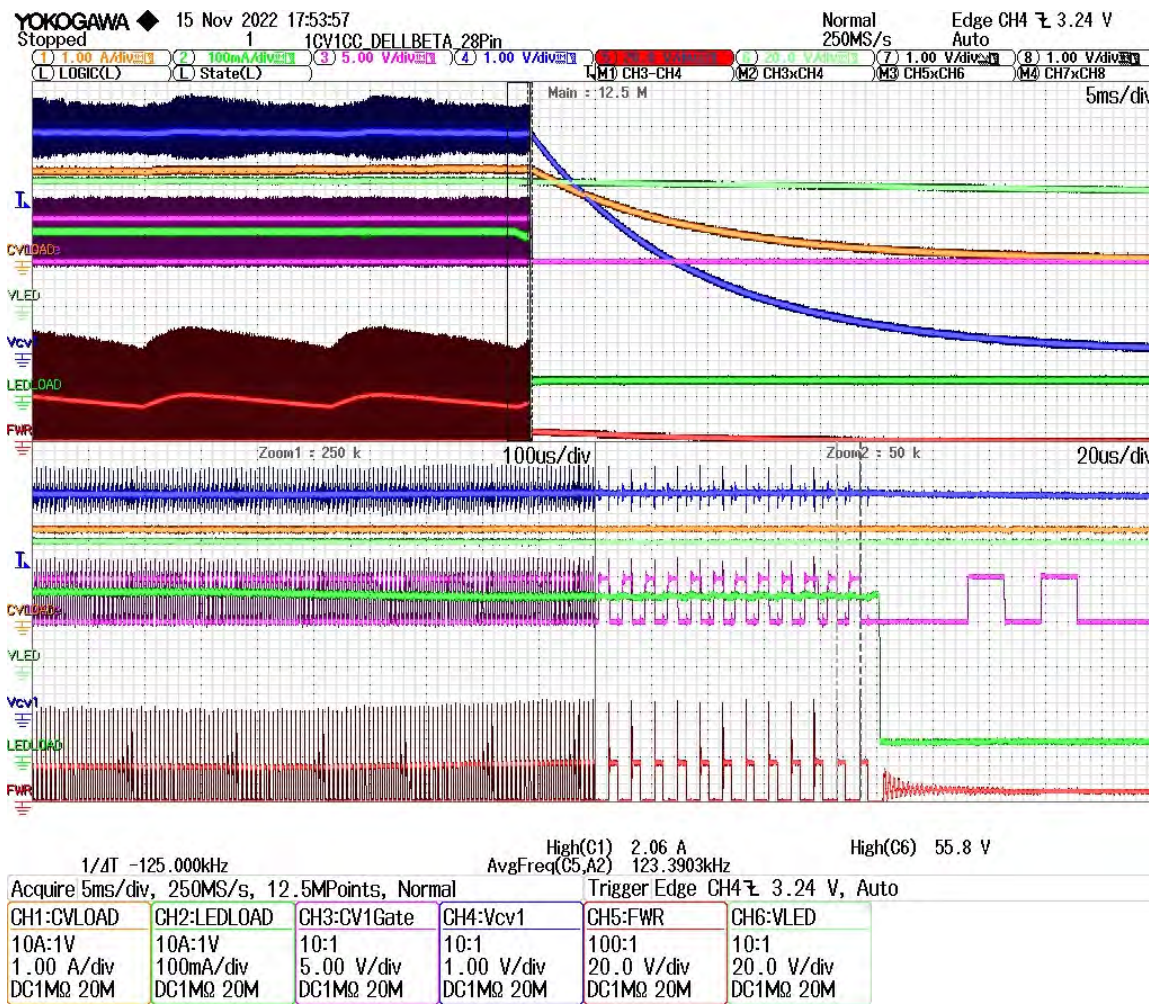 YOKOGAWA ◆ 15 Nov 2022 17:53:57 Normal Edge CH4 3.24 V
Stopped 1 1CV1CC_DELLBETA_28Pin 250MS/s Auto
1 1.00 A/div 2 100mA/div 3 5.00 V/div 4 1.00 V/div 6 20.0 V/div 7 1.00 V/div 8 1.00 V/div
L LOGIC(L) L State(L) M1 CH3-CH4 M2 CH3xCH4 M3 CH5xCH6 M4 CH7xCH8
Main : 12.5 M 5ms/div
VLED
LEDLOAD
FWR
Zoom1 : 250 k 100us/div Zoom2 : 50 k 20us/div
VLED
Vcv1
LEDLOAD
FWR
High(C1) 2.06 A High(C6) 55.8 V
1/ΔT -125.000kHz AvgFreq(C5,A2) 123.3903kHz
Acquire 5ms/div, 250MS/s, 12.5MPoints, Normal Trigger Edge CH4 3.24 V, Auto
CH1:CVLOAD CH2:LEDLOAD CH3:CV1Gate CH4:Vcv1 CH5:FWR CH6:VLED
10A:1V 10A:1V 10:1 10:1 100:1 10:1
1.00 A/div 100mA/div 5.00 V/div 1.00 V/div 20.0 V/div 20.0 V/div
DC1MΩ 20M DC1MΩ 20M DC1MΩ 20M DC1MΩ 20M DC1MΩ 20M DC1MΩ 20M